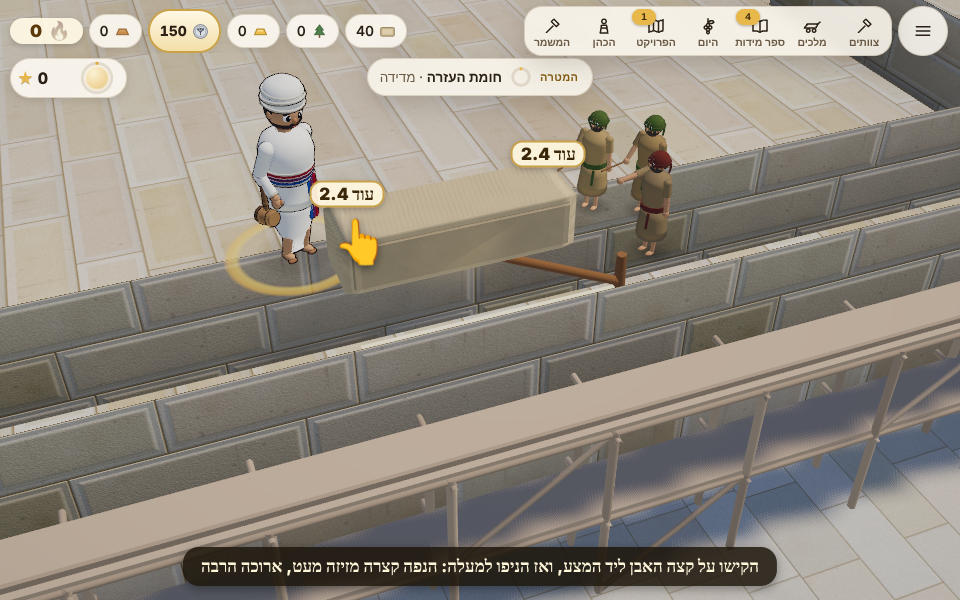 0
0
150
0
0
40
המשמר
הכהן
1
הפרויקט
היום
4
ספר מידות
מלכים
צוותים
0
המטרה
חומת העזרה · מדידה
עוד 2.4
עוד 2.4
הקישו על קצה האבן ליד המצע, ואז הניפו למעלה: הנפה קצרה מזיזה מעט, ארוכה הרבה